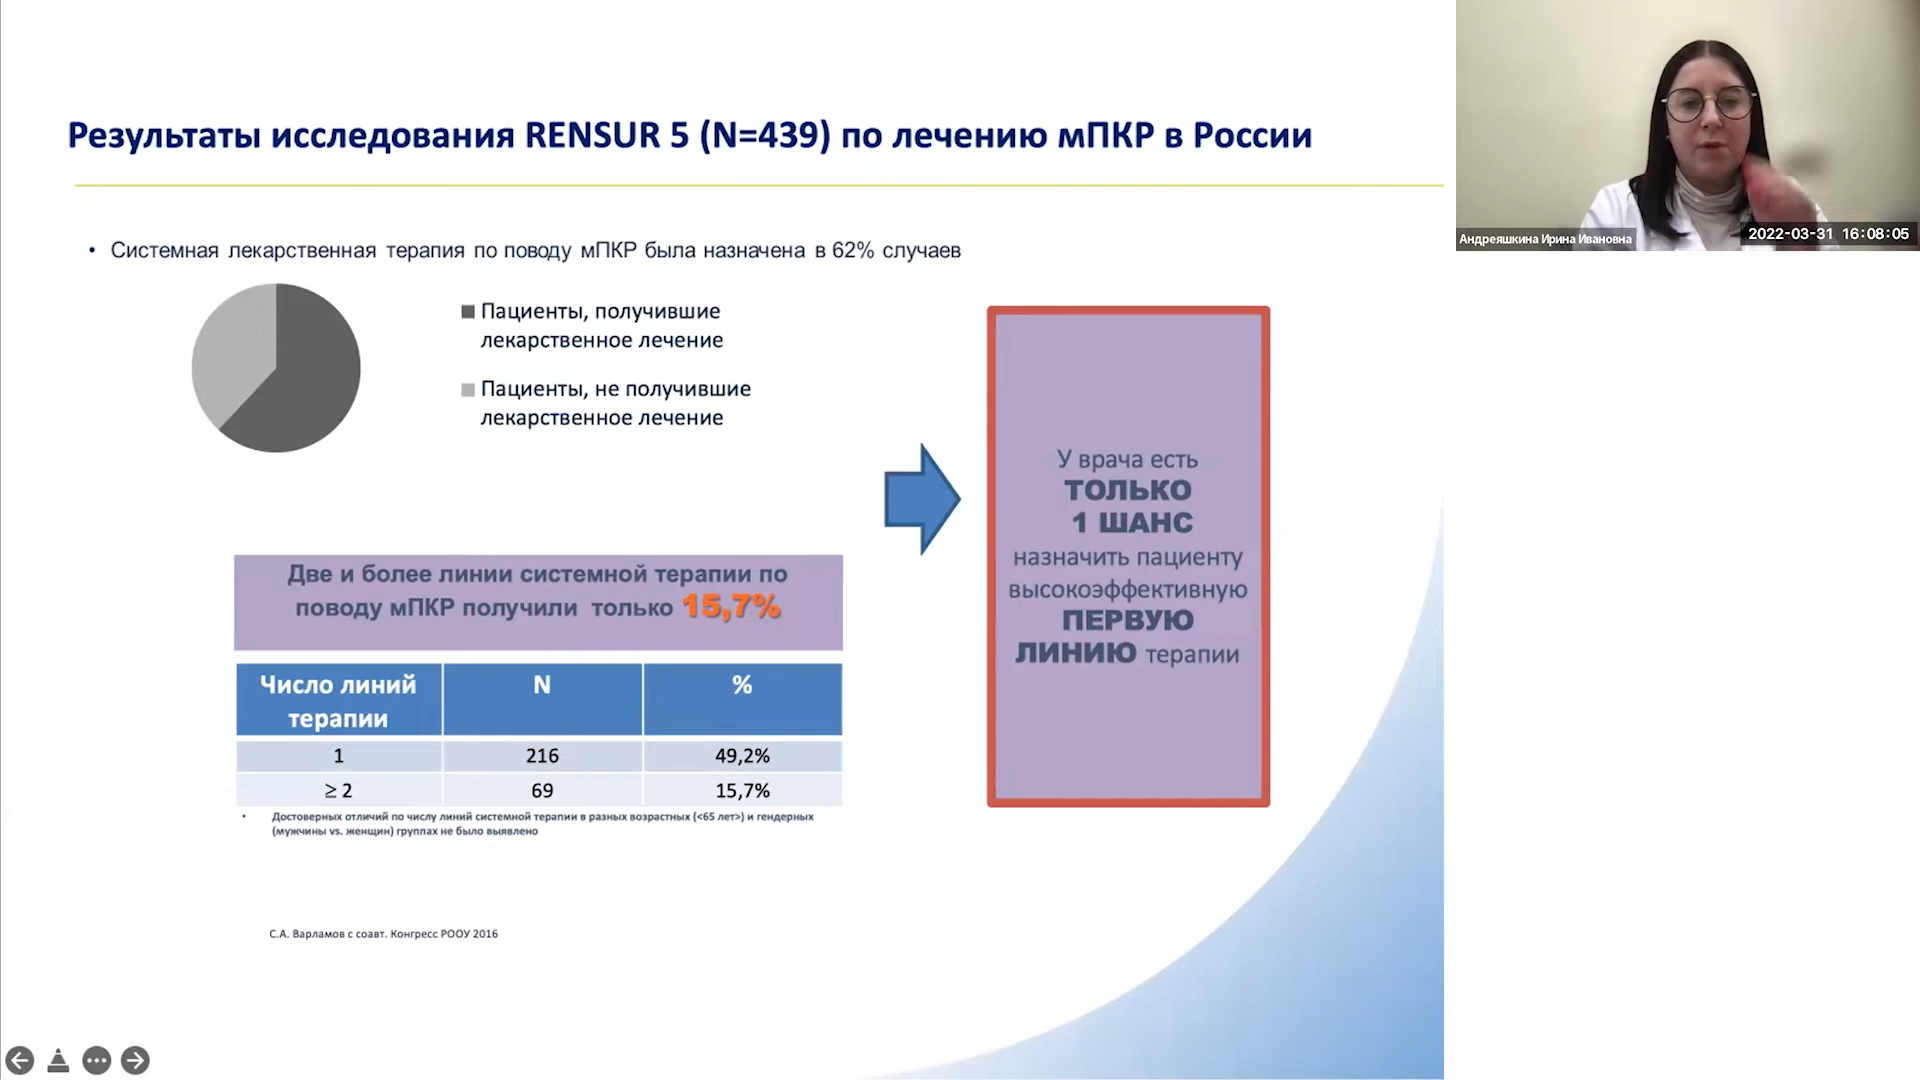 Результаты исследования RENSUR 5 (N=439) по лечению мПКР в России
• Системная лекарственная терапия по поводу мПКР была назначена в 62% случаев
Пациенты, получившие
лекарственное лечение
Пациенты, не получившие
лекарственное лечение
Две и более линии системной терапии по
поводу мПКР получили только 15,7%
Число линий
терапии
N
%
1
216
49,2%
≥ 2
69
15,7%
• Достоверных отличий по числу линий системной терапии в разных возрастных (<65 лет>) и гендерных
(мужчины vs. женщин) группах не было выявлено
С.А. Варламов с соавт. Конгресс РООУ 2016
У врача есть
ТОЛЬКО
1 ШАНС
назначить пациенту
высокоэффективную
ПЕРВУЮ
ЛИНИЮ терапии
Андреяшкина Ирина Ивановна
2022-03-31 16:08:05